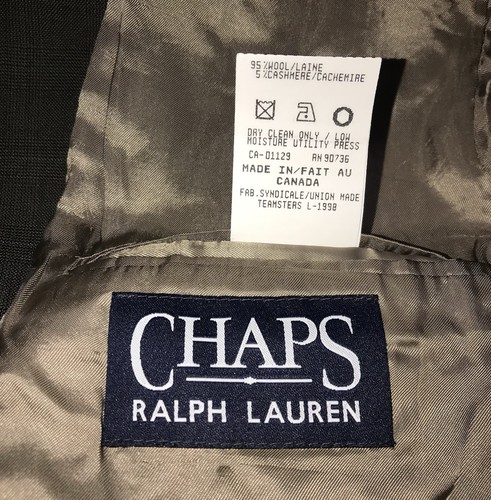 95%WOOL/LAINE
5%CASHMERE/CACHEMIRE
DRY CLEAN ONLY / LOW
MOISTURE UTILITY PRESS
CA-01129 RN 90736
MADE IN/FAIT AU
CANADA
FAB.SYNDICALE/UNION MADE
TEAMSTERS L-1998
CHAPS
RALPH LAUREN